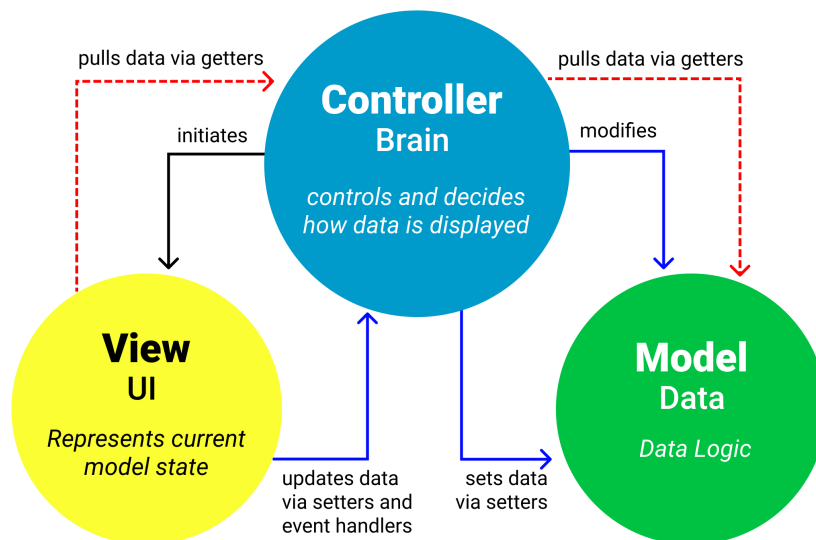 pulls data via getters
pulls data via getters
Controller
Brain
initiates
modifies
controls and decides
how data is displayed
View
UI
Represents current
model state
Model
Data
Data Logic
updates data
via setters and
event handlers
sets data
via setters